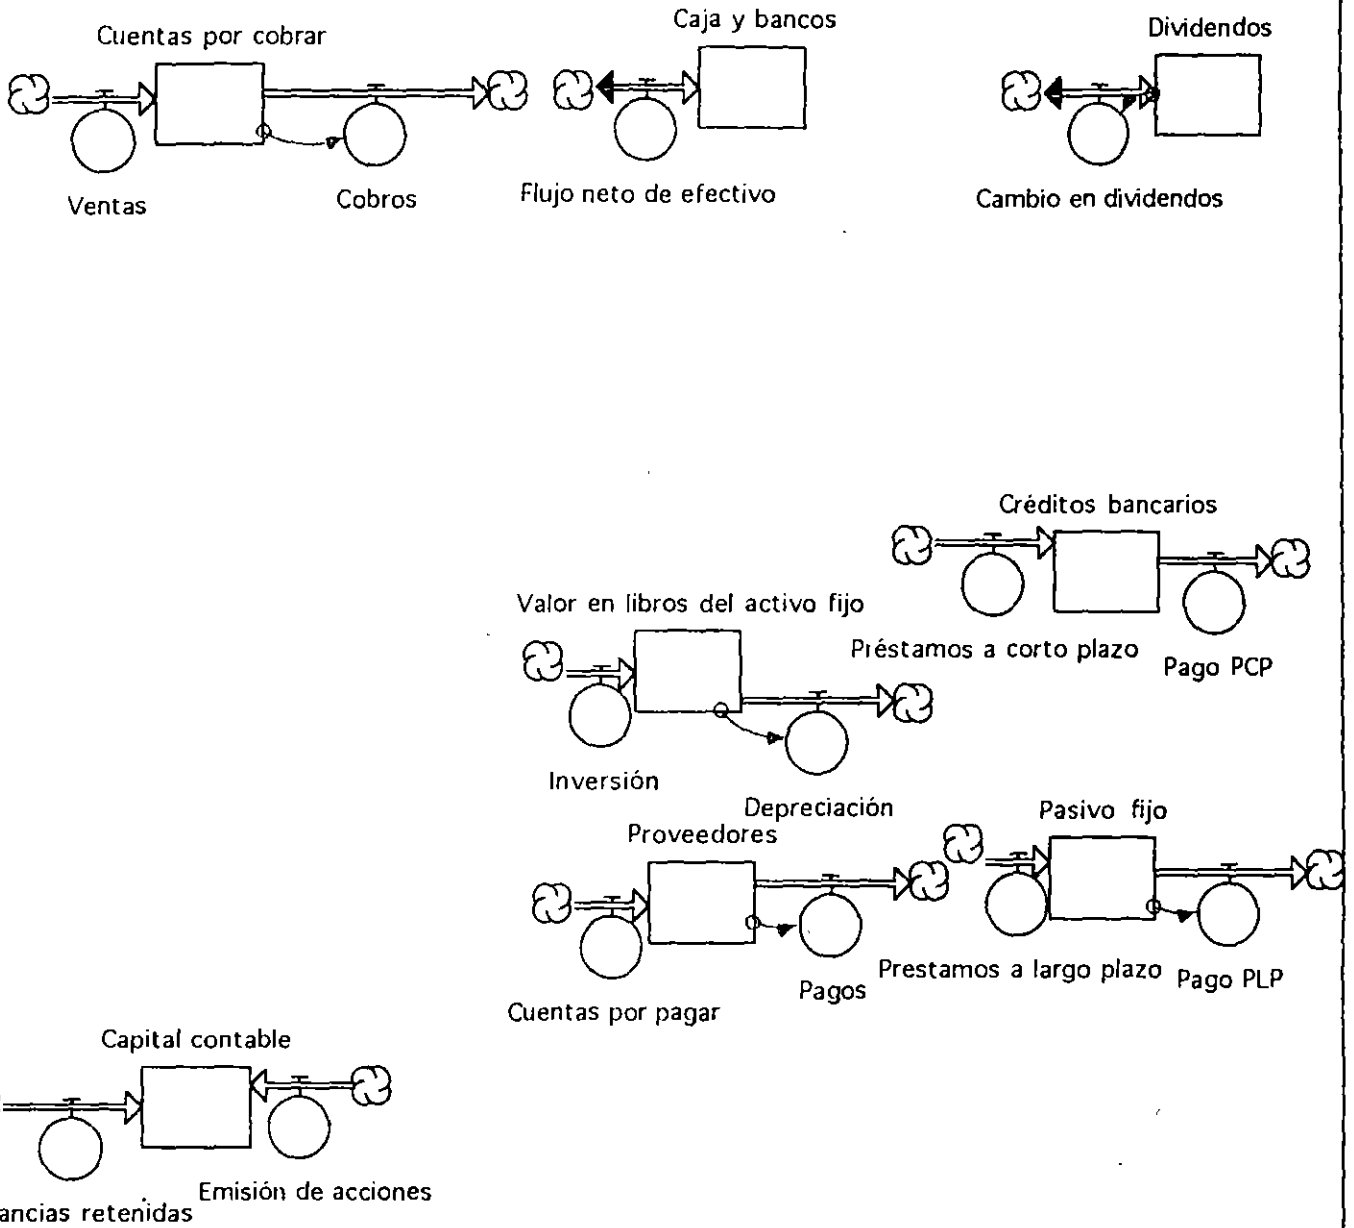 Cuentas por cobrar
Caja y bancos
Dividendos
Ventas
Cobros
Flujo neto de efectivo
Cambio en dividendos
Créditos bancarios
Valor en libros del activo fijo
Préstamos a corto plazo
Pago PCP
Inversión
Depreciación
Pasivo fijo
Proveedores
Prestamos a largo plazo
Pago PLP
Pagos
Cuentas por pagar
Capital contable
Emisión de acciones
ancias retenidas